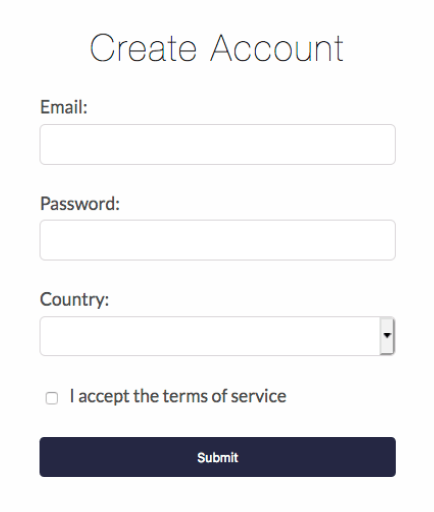 Create Account
Email:
Password:
Country:
I accept the terms of service
Submit